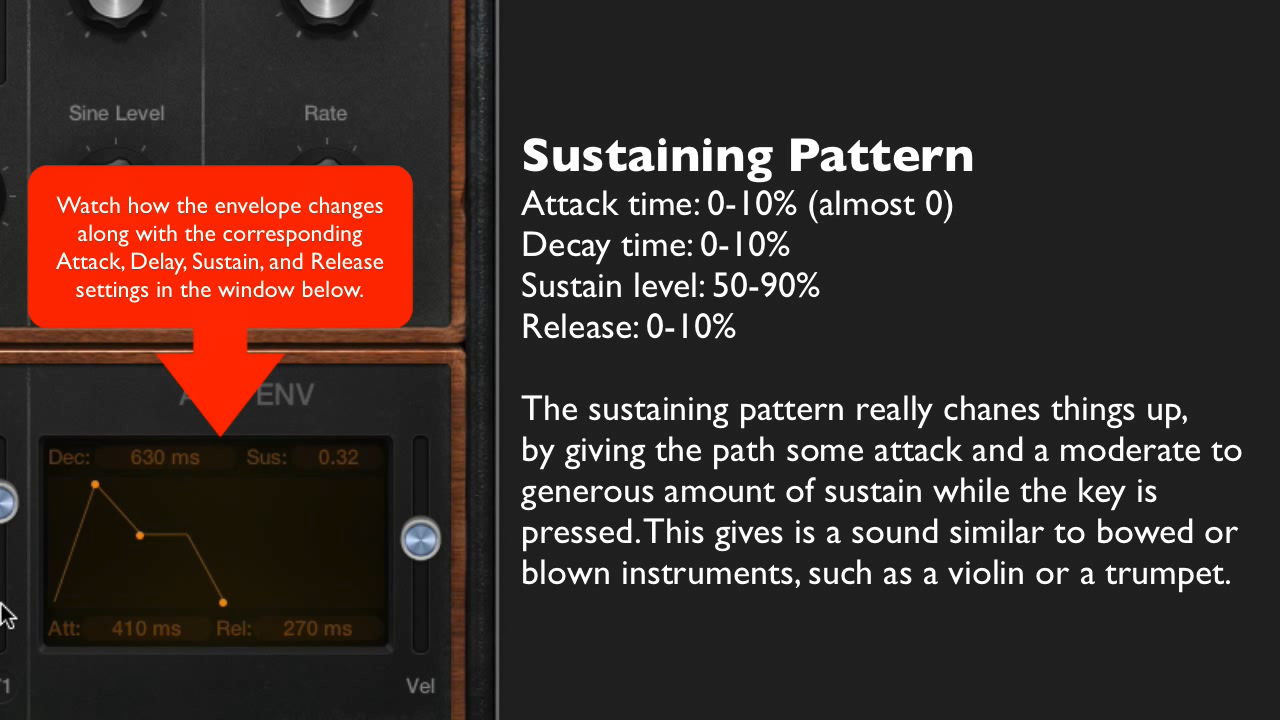 Sine Level
Rate
Watch how the envelope changes
along with the corresponding
Attack, Delay, Sustain, and Release
settings in the window below.
ENV
Dec: 630 ms Sus: 0.32
Att: 410 ms Rel: 270 ms
Vel
Sustaining Pattern
Attack time: 0-10% (almost 0)
Decay time: 0-10%
Sustain level: 50-90%
Release: 0-10%
The sustaining pattern really chanes things up,
by giving the path some attack and a moderate to
generous amount of sustain while the key is
pressed. This gives is a sound similar to bowed or
blown instruments, such as a violin or a trumpet.